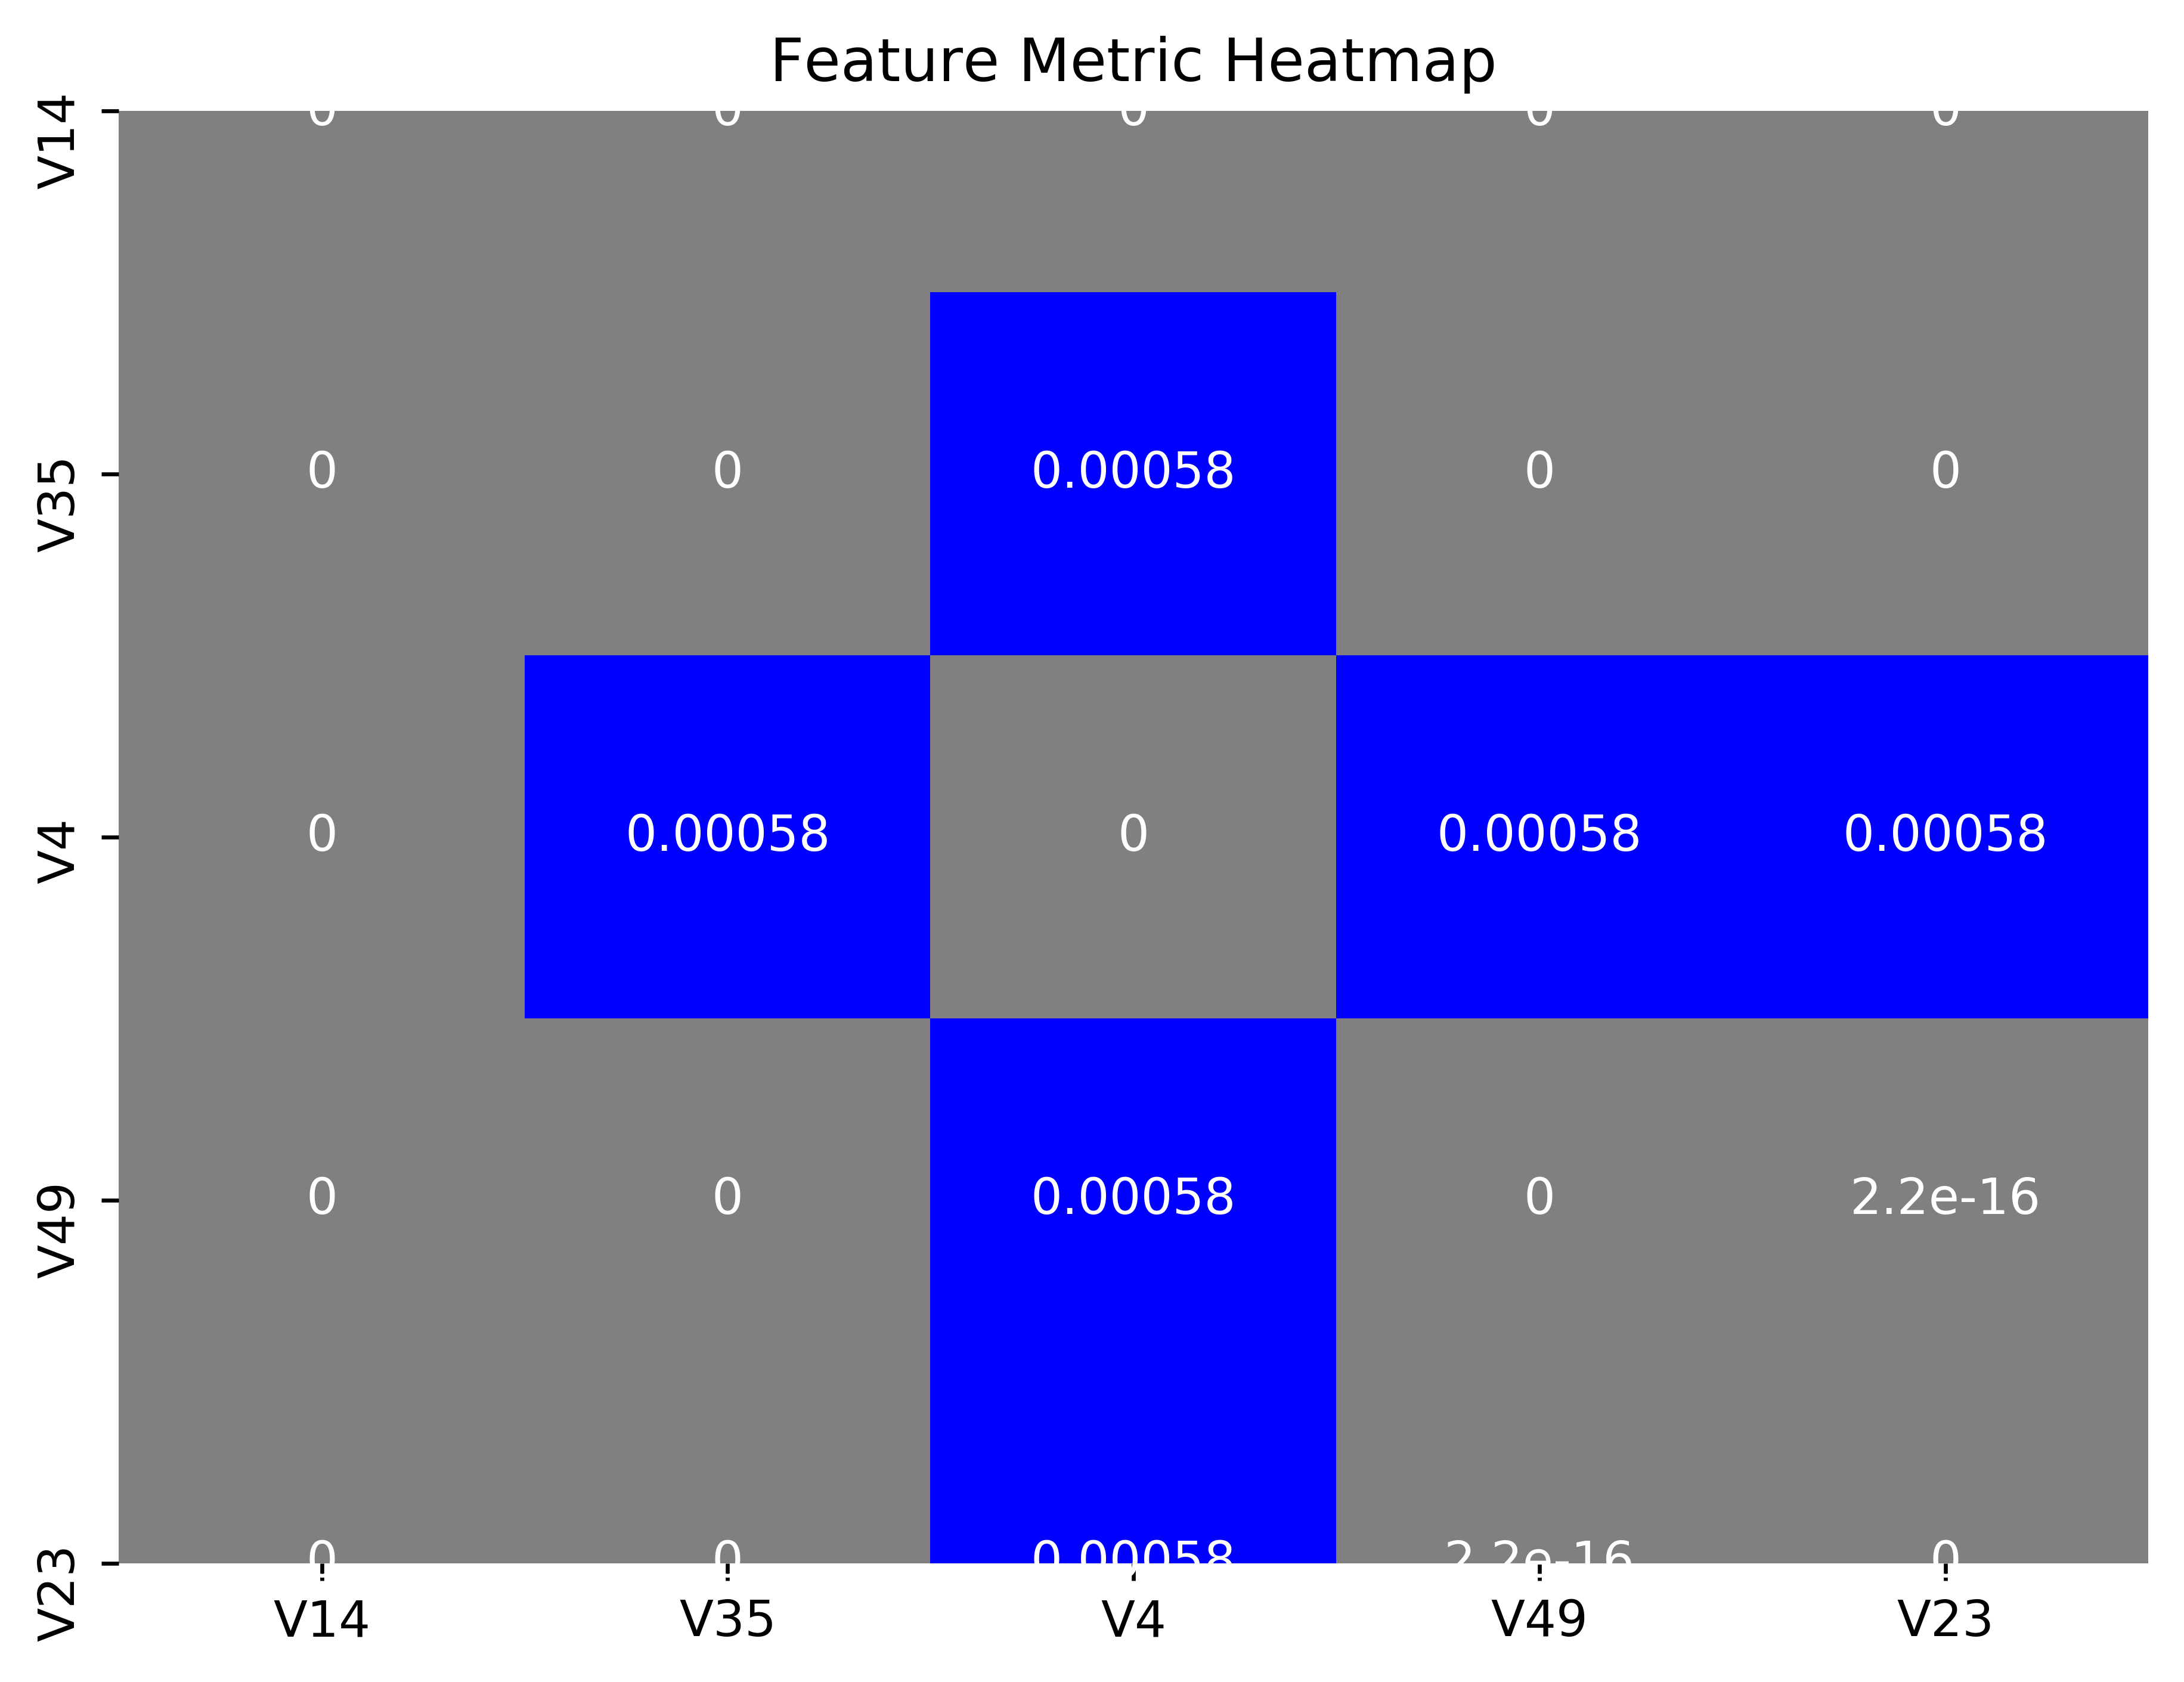 Feature Metric Heatmap
V14 0 0 0 0 0
V35 0 0 0.00058 0 0
V4 0 0.00058 0 0.00058 0.00058
V49 0 0 0.00058 0 2.2e-16
V23 0 0 0.00058 2.2e-16 0
V14 V35 V4 V49 V23